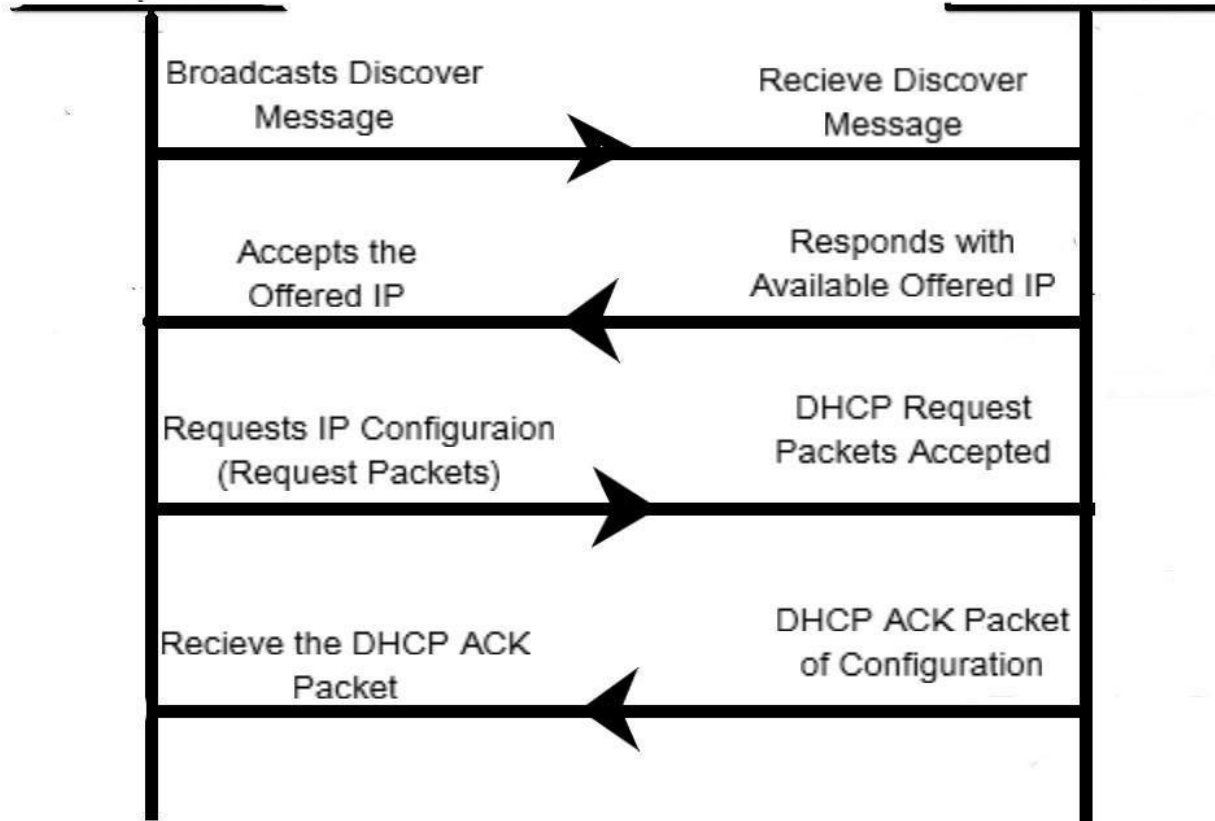 Broadcasts Discover
Message
Recieve Discover
Message
Accepts the
Offered IP
Responds with
Available Offered IP
Requests IP Configuraion
(Request Packets)
DHCP Request
Packets Accepted
Recieve the DHCP ACK
Packet
DHCP ACK Packet
of Configuration